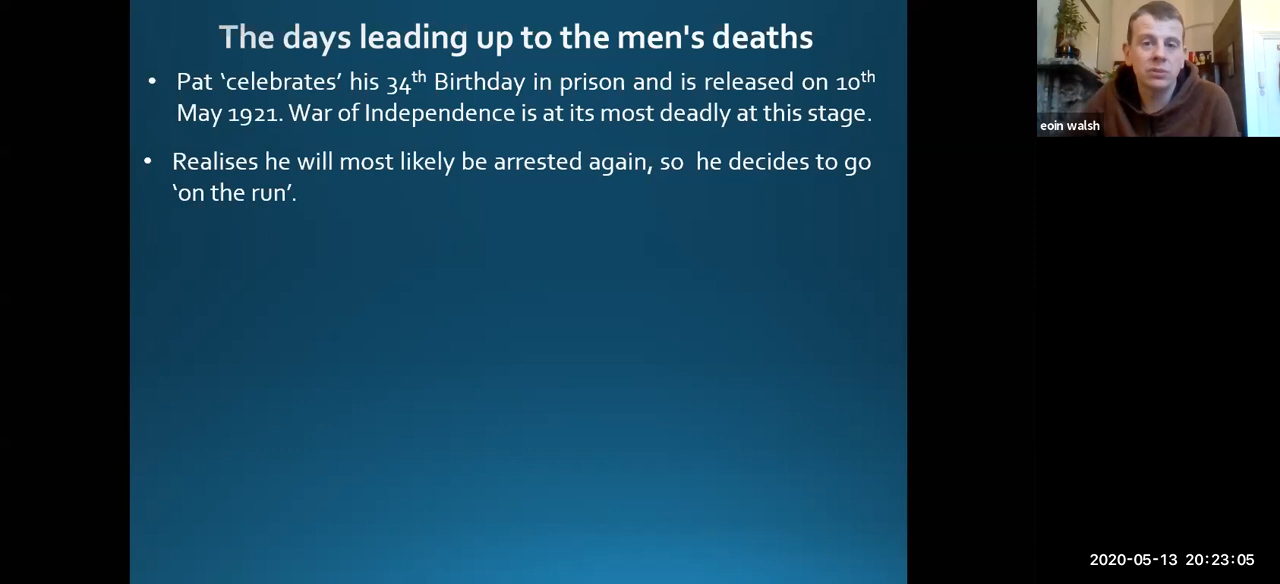 The days leading up to the men's deaths
• Pat ‘celebrates’ his 34th Birthday in prison and is released on 10th
May 1921. War of Independence is at its most deadly at this stage.
• Realises he will most likely be arrested again, so  he decides to go
‘on the run’.
eoin walsh
2020-05-13 20:23:05